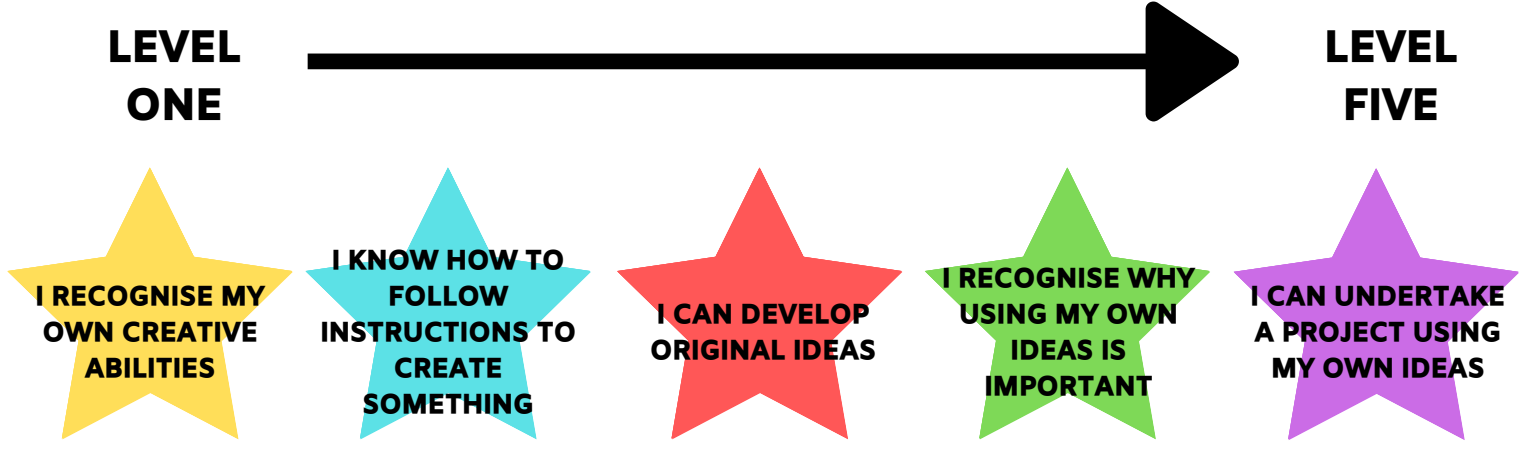 LEVEL
ONE
LEVEL
FIVE
I RECOGNISE MY
OWN CREATIVE
ABILITIES
I KNOW HOW TO
FOLLOW
INSTRUCTIONS TO
CREATE
SOMETHING
I CAN DEVELOP
ORIGINAL IDEAS
I RECOGNISE WHY
USING MY OWN
IDEAS IS
IMPORTANT
I CAN UNDERTAKE
A PROJECT USING
MY OWN IDEAS